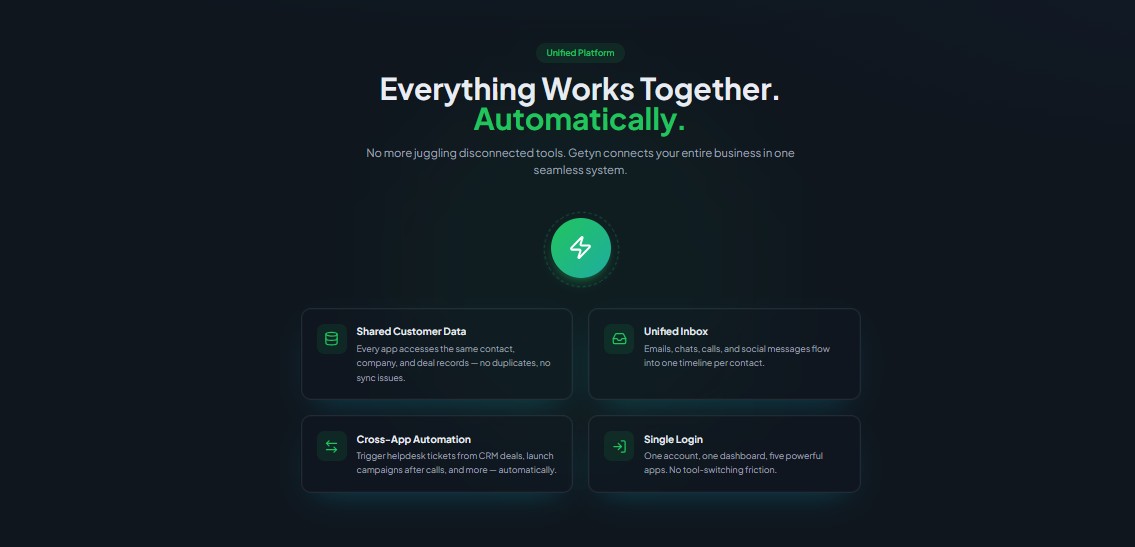 Unified Platform
Everything Works Together.
Automatically.
No more juggling disconnected tools. Getyn connects your entire business in one
seamless system.
Shared Customer Data
Every app accesses the same contact,
company, and deal records — no duplicates, no
sync issues.
Unified Inbox
Emails, chats, calls, and social messages flow
into one timeline per contact.
Cross-App Automation
Trigger helpdesk tickets from CRM deals, launch
campaigns after calls, and more — automatically.
Single Login
One account, one dashboard, five powerful
apps. No tool-switching friction.